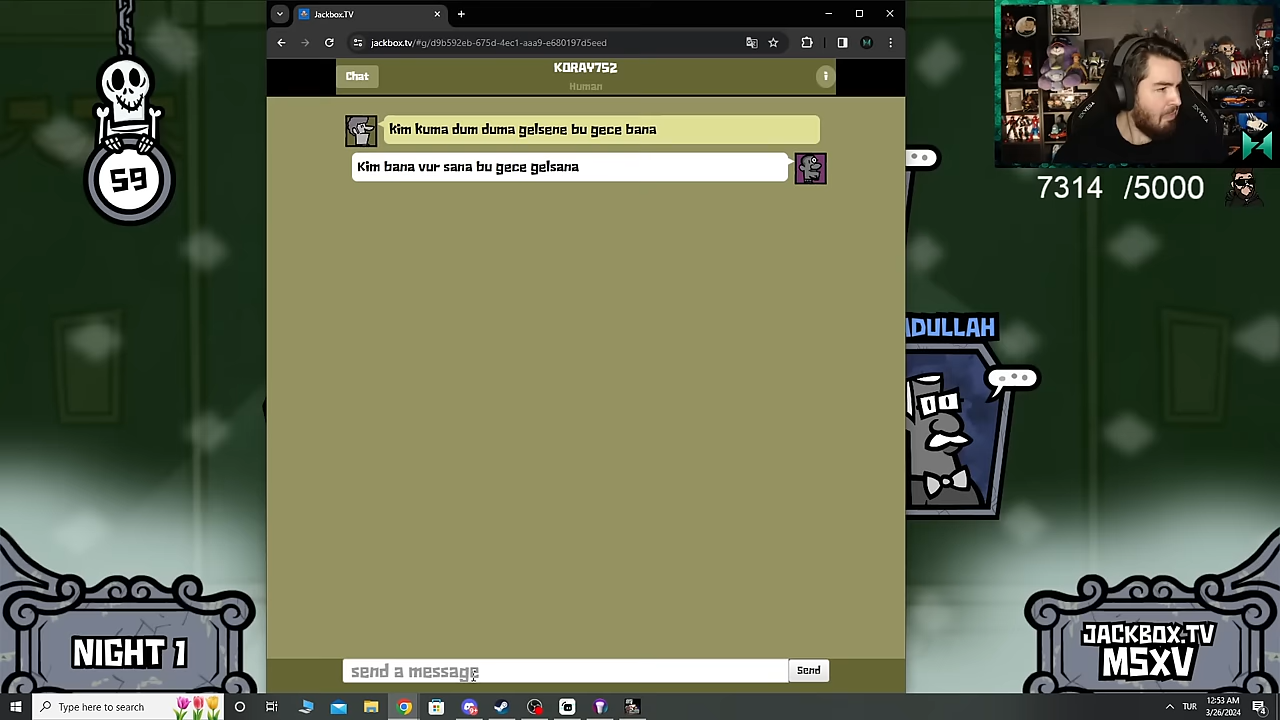 Jackbox.TV
jackbox.tv/#g/d9b592eb-675d-4ec1-aaa9-e685f97d5eed
Chat
KORAY752
Human
kim kuma dum duma gelsene bu gece bana
Kim bana vur sana bu gece gelsana
59
7314 /5000
DULLAH
NIGHT 1
JACKBOX.TV
MSXV
send a message
Send
Type here to search
TUR
12:53 AM
3/26/2024